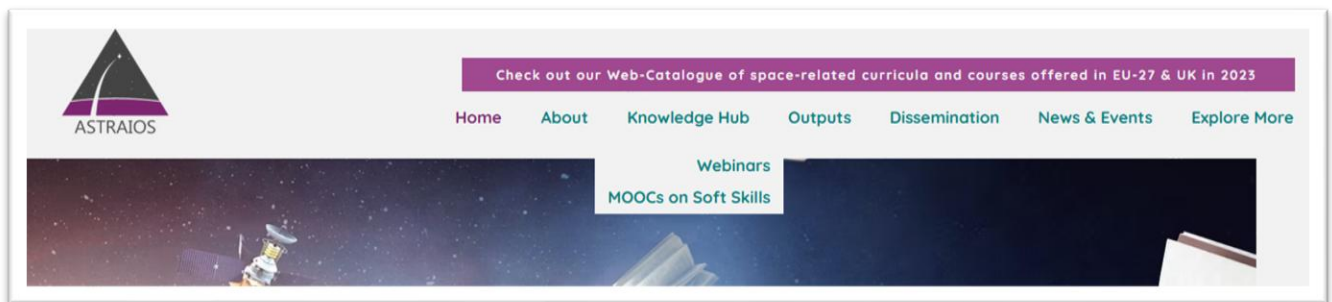 ASTRAIOS
Check out our Web-Catalogue of space-related curricula and courses offered in EU-27 & UK in 2023
Home About Knowledge Hub Outputs Dissemination News & Events Explore More
Webinars
MOOCs on Soft Skills